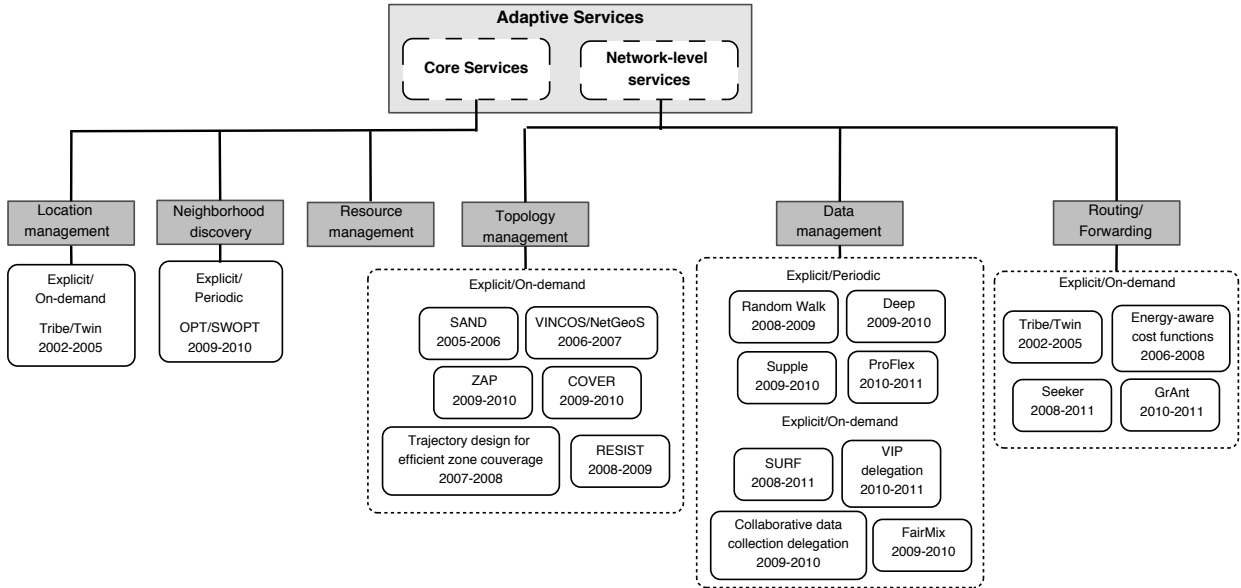 Adaptive Services
Core Services
Network-level
services
Location
management
Neighborhood
discovery
Resource
management
Topology
management
Data
management
Routing/
Forwarding
Explicit/
On-demand
Tribe/Twin
2002-2005
Explicit/
Periodic
OPT/SWOPT
2009-2010
Explicit/On-demand
SAND
2005-2006
VINCOS/NetGeoS
2006-2007
ZAP
2009-2010
COVER
2009-2010
Trajectory design for
efficient zone couverage
2007-2008
RESIST
2008-2009
Explicit/Periodic
Random Walk
2008-2009
Deep
2009-2010
Supple
2009-2010
ProFlex
2010-2011
Explicit/On-demand
SURF
2008-2011
VIP
delegation
2010-2011
Collaborative data
collection delegation
2009-2010
FairMix
2009-2010
Explicit/On-demand
Tribe/Twin
2002-2005
Energy-aware
cost functions
2006-2008
Seeker
2008-2011
GrAnt
2010-2011